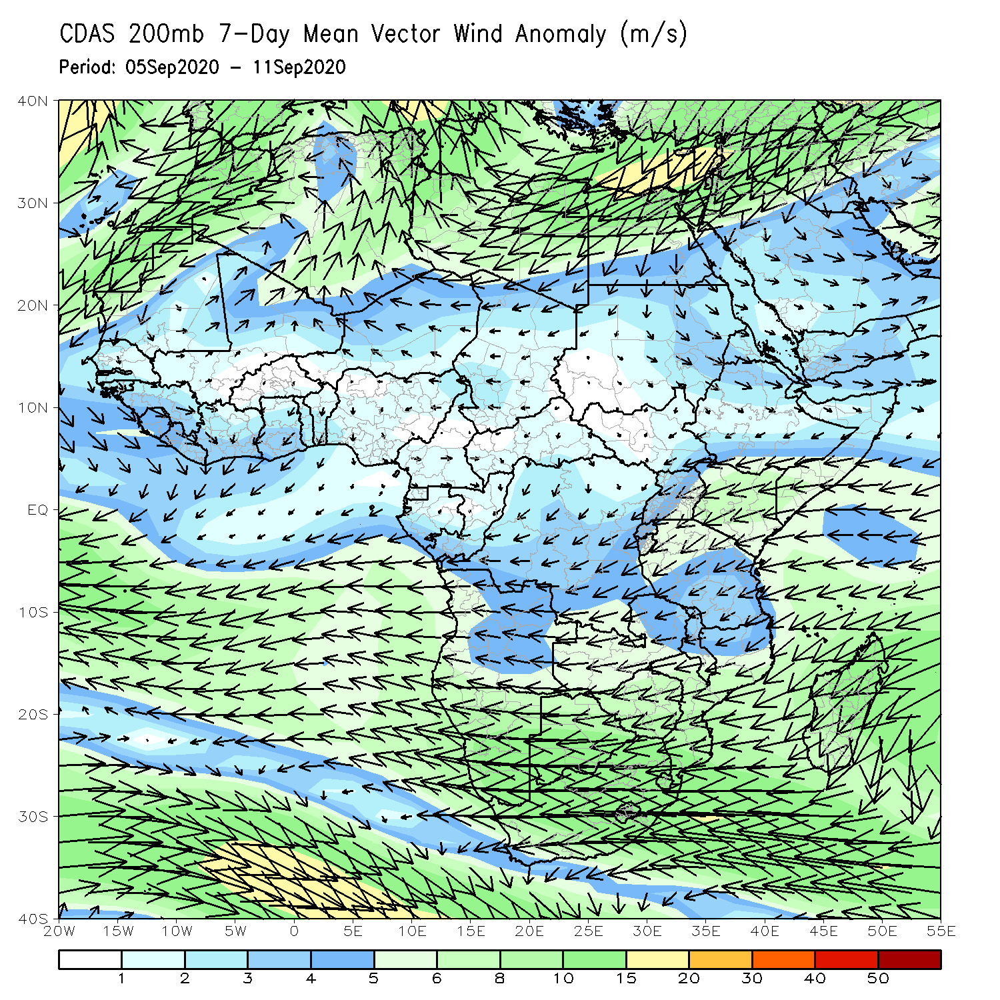 CDAS 200mb 7-Day Mean Vector Wind Anomaly (m/s)
Period: 05Sep2020 - 11Sep2020
40N
30N
20N
10N
EQ
10S
20S
30S
40S
20W 15W 10W 5W 0 5E 10E 15E 20E 25E 30E 35E 40E 45E 50E 55E
1 2 3 4 5 6 8 10 15 20 30 40 50